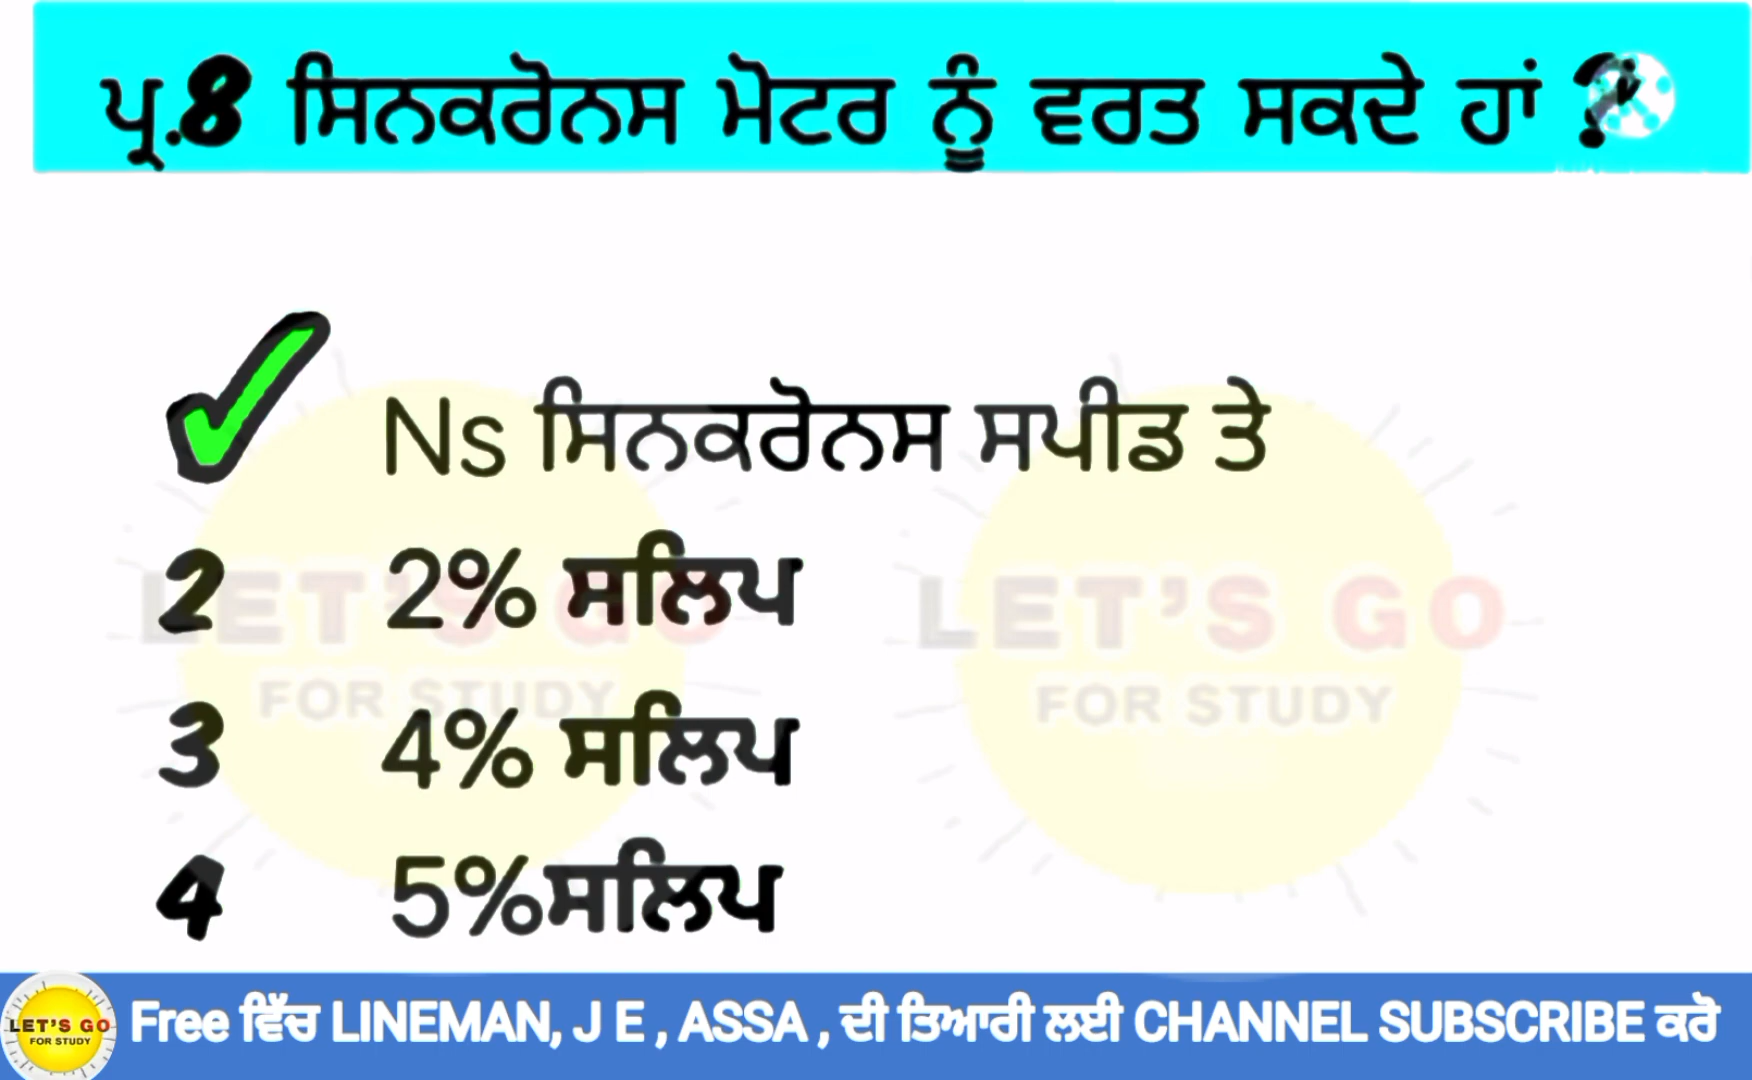 ਪ੍ਰ.8 ਸਿਨਕਰੋਨਸ ਮੋਟਰ ਨੂੰ ਵਰਤ ਸਕਦੇ ਹਾਂ ?
Ns ਸਿਨਕਰੋਨਸ ਸਪੀਡ ਤੇ
2 2% ਸਲਿਪ
3 4% ਸਲਿਪ
4 5%ਸਲਿਪ
LET'S GO
FOR STUDY
LET'S GO
FOR STUDY
LET'S GO
FOR STUDY
Free ਵਿੱਚ LINEMAN, J E , ASSA , ਦੀ ਤਿਆਰੀ ਲਈ CHANNEL SUBSCRIBE ਕਰੋ